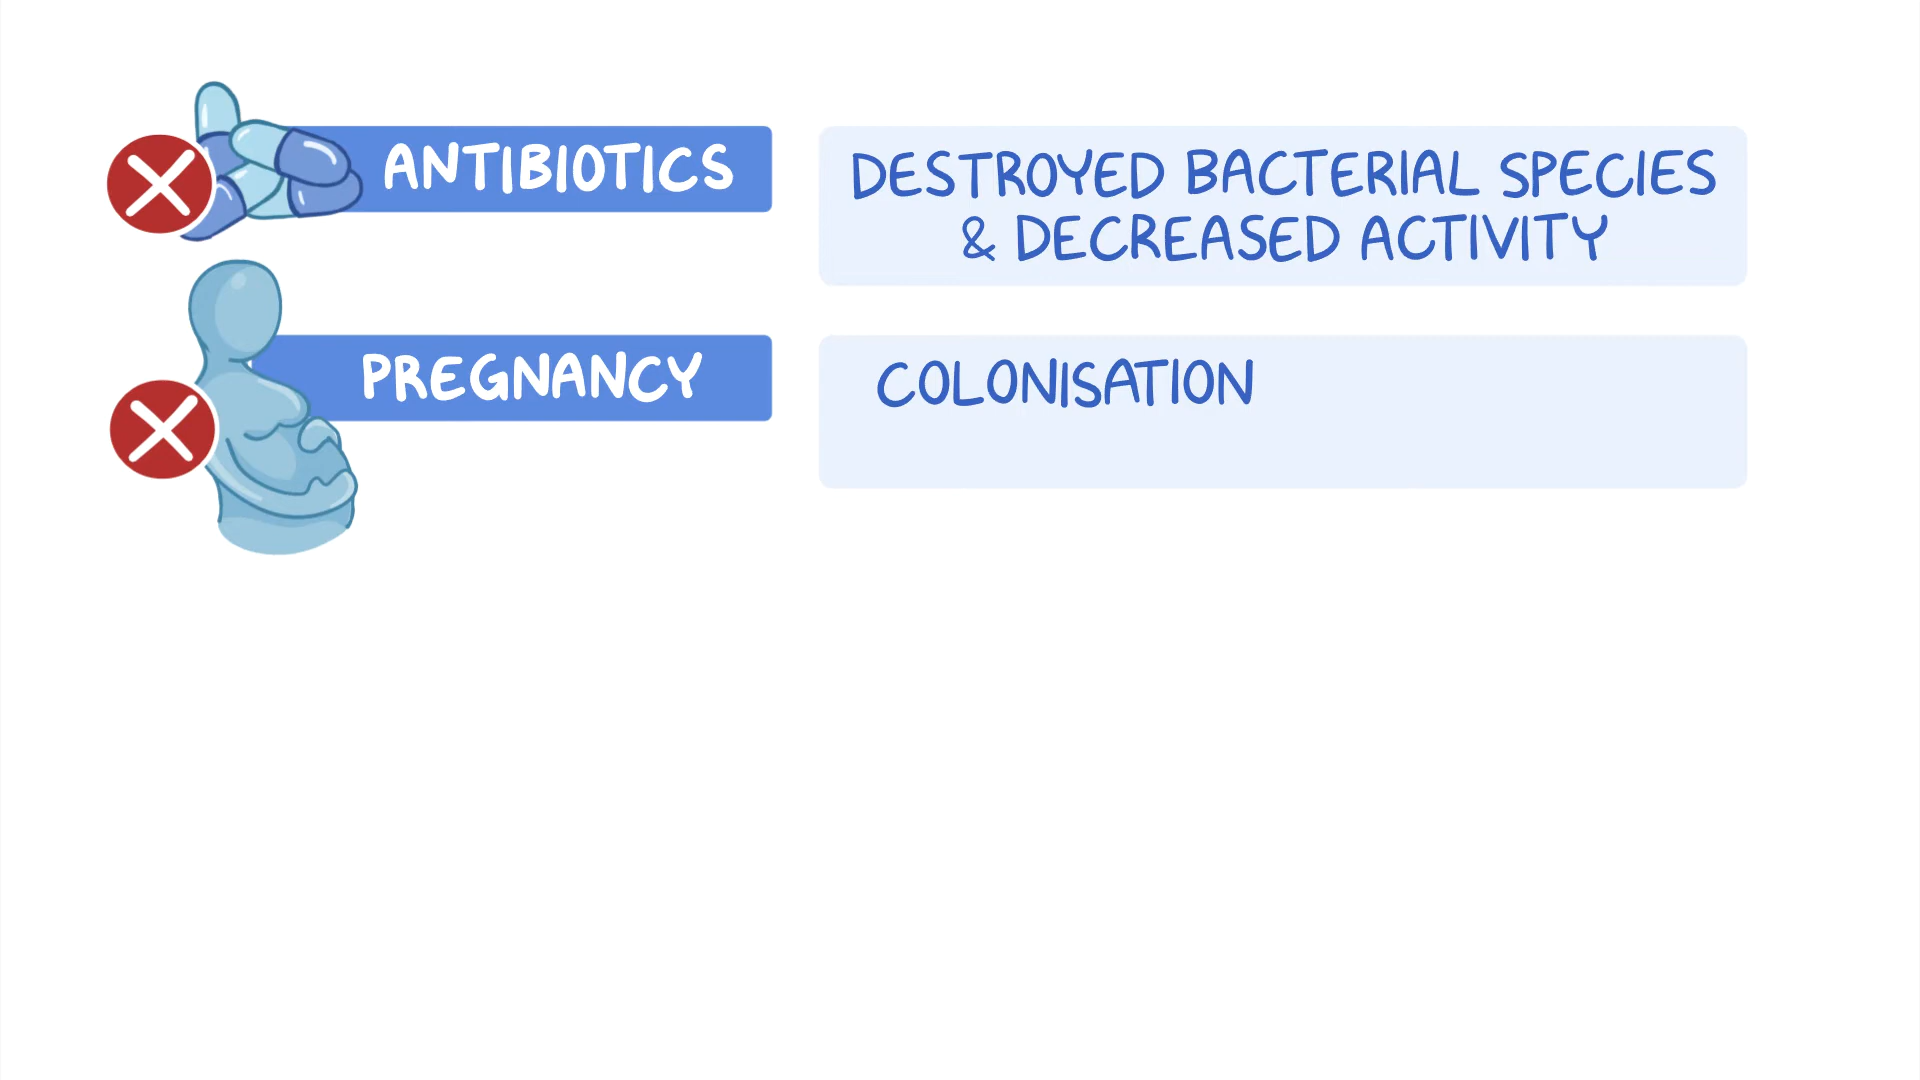 ANTIBIOTICS
DESTROYED BACTERIAL SPECIES
& DECREASED ACTIVITY
PREGNANCY
COLONISATION